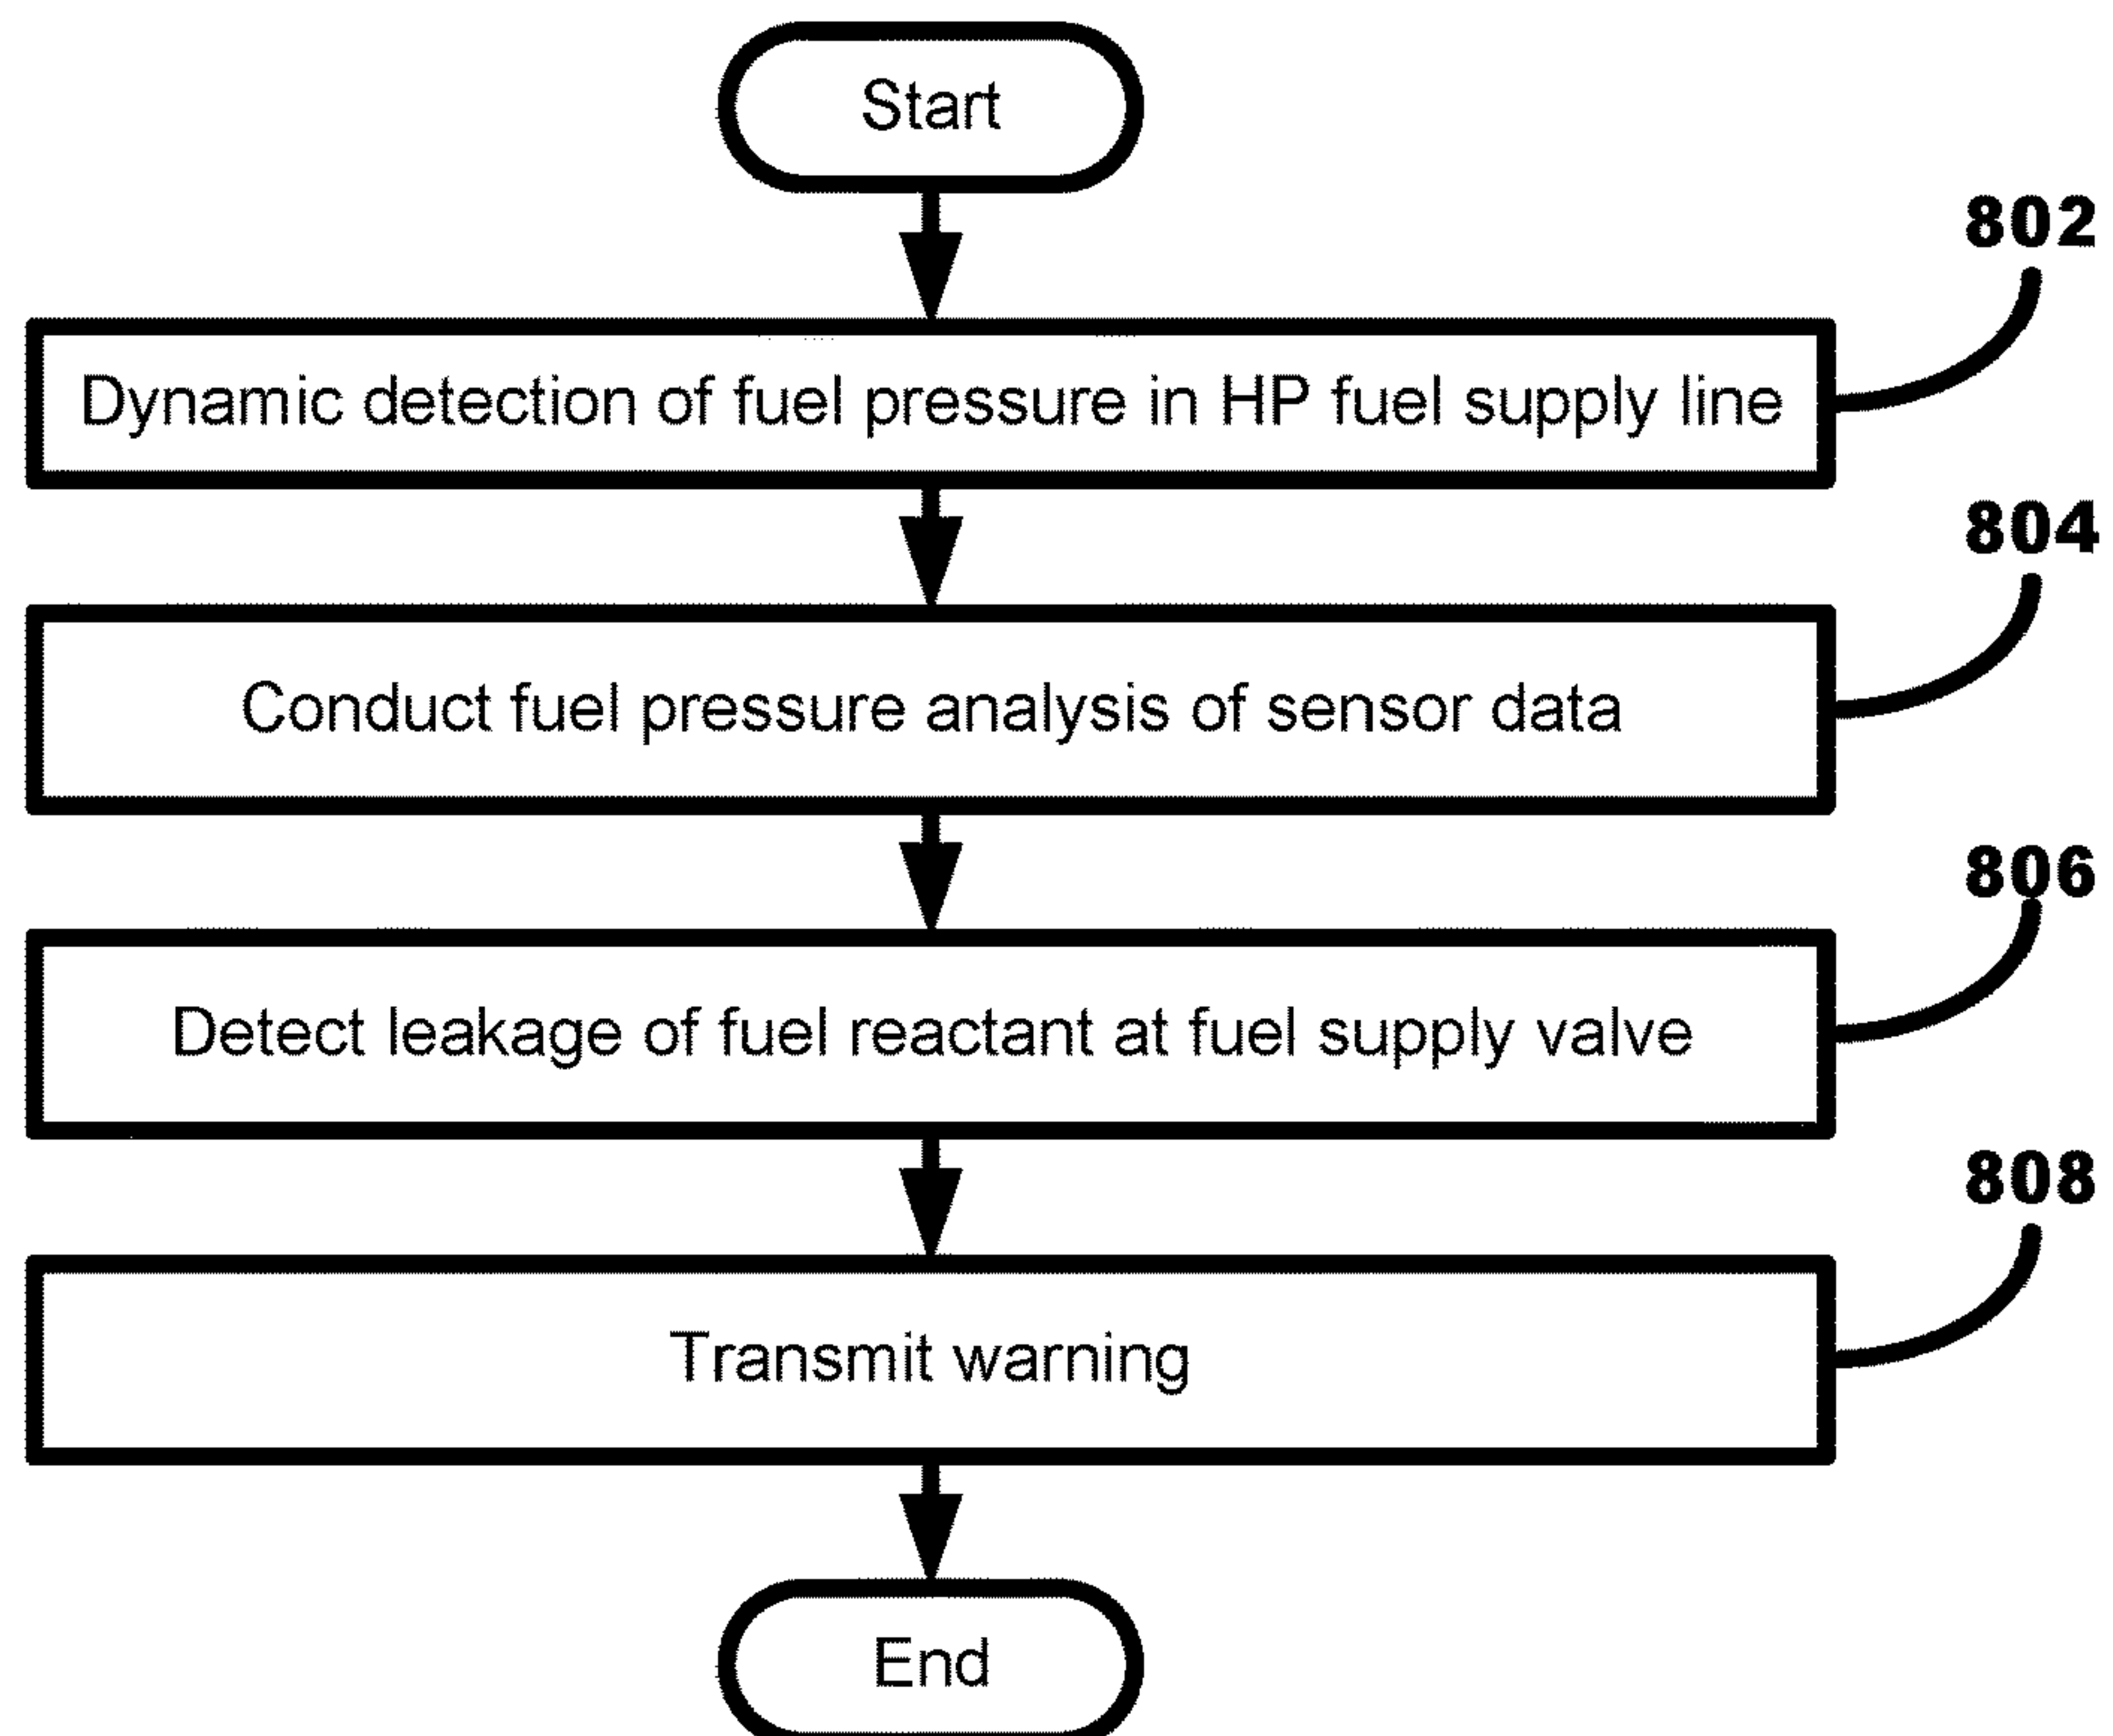 Start
802
Dynamic detection of fuel pressure in HP fuel supply line
804
Conduct fuel pressure analysis of sensor data
806
Detect leakage of fuel reactant at fuel supply valve
808
Transmit warning
End